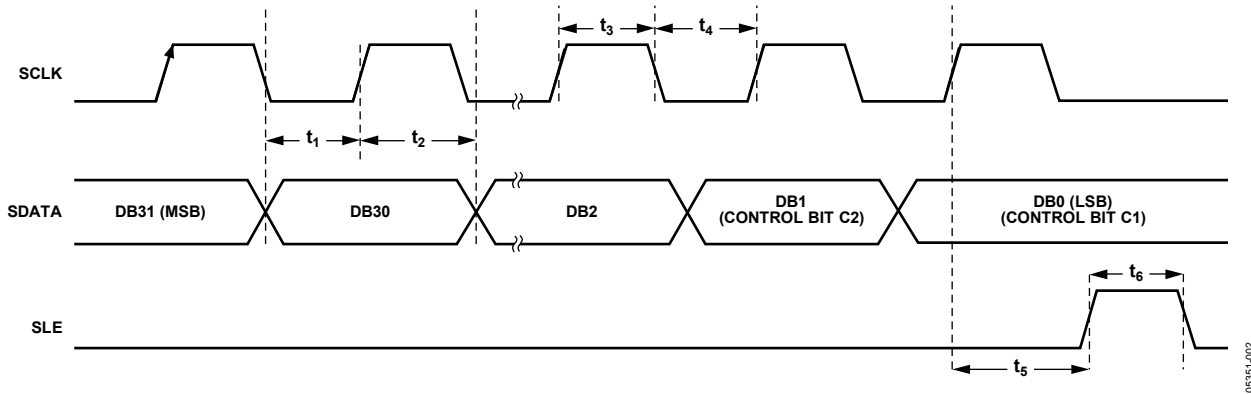 t₃
t₄
SCLK
t₁
t₂
SDATA
DB31 (MSB)
DB30
DB2
DB1
(CONTROL BIT C2)
DB0 (LSB)
(CONTROL BIT C1)
t₆
SLE
t₅
05351-002